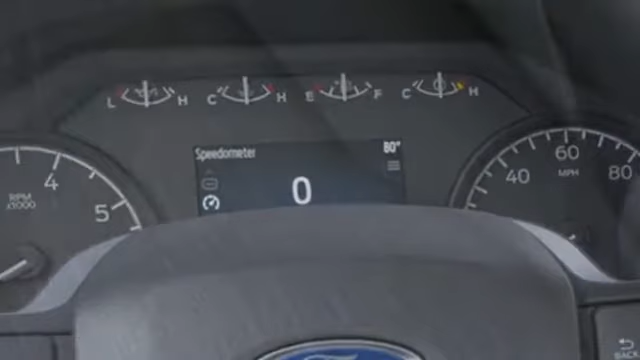 L H C H E F C H
Speedometer 80°
0
RPM
X1000
4
5
40
60
80
MPH
BACK